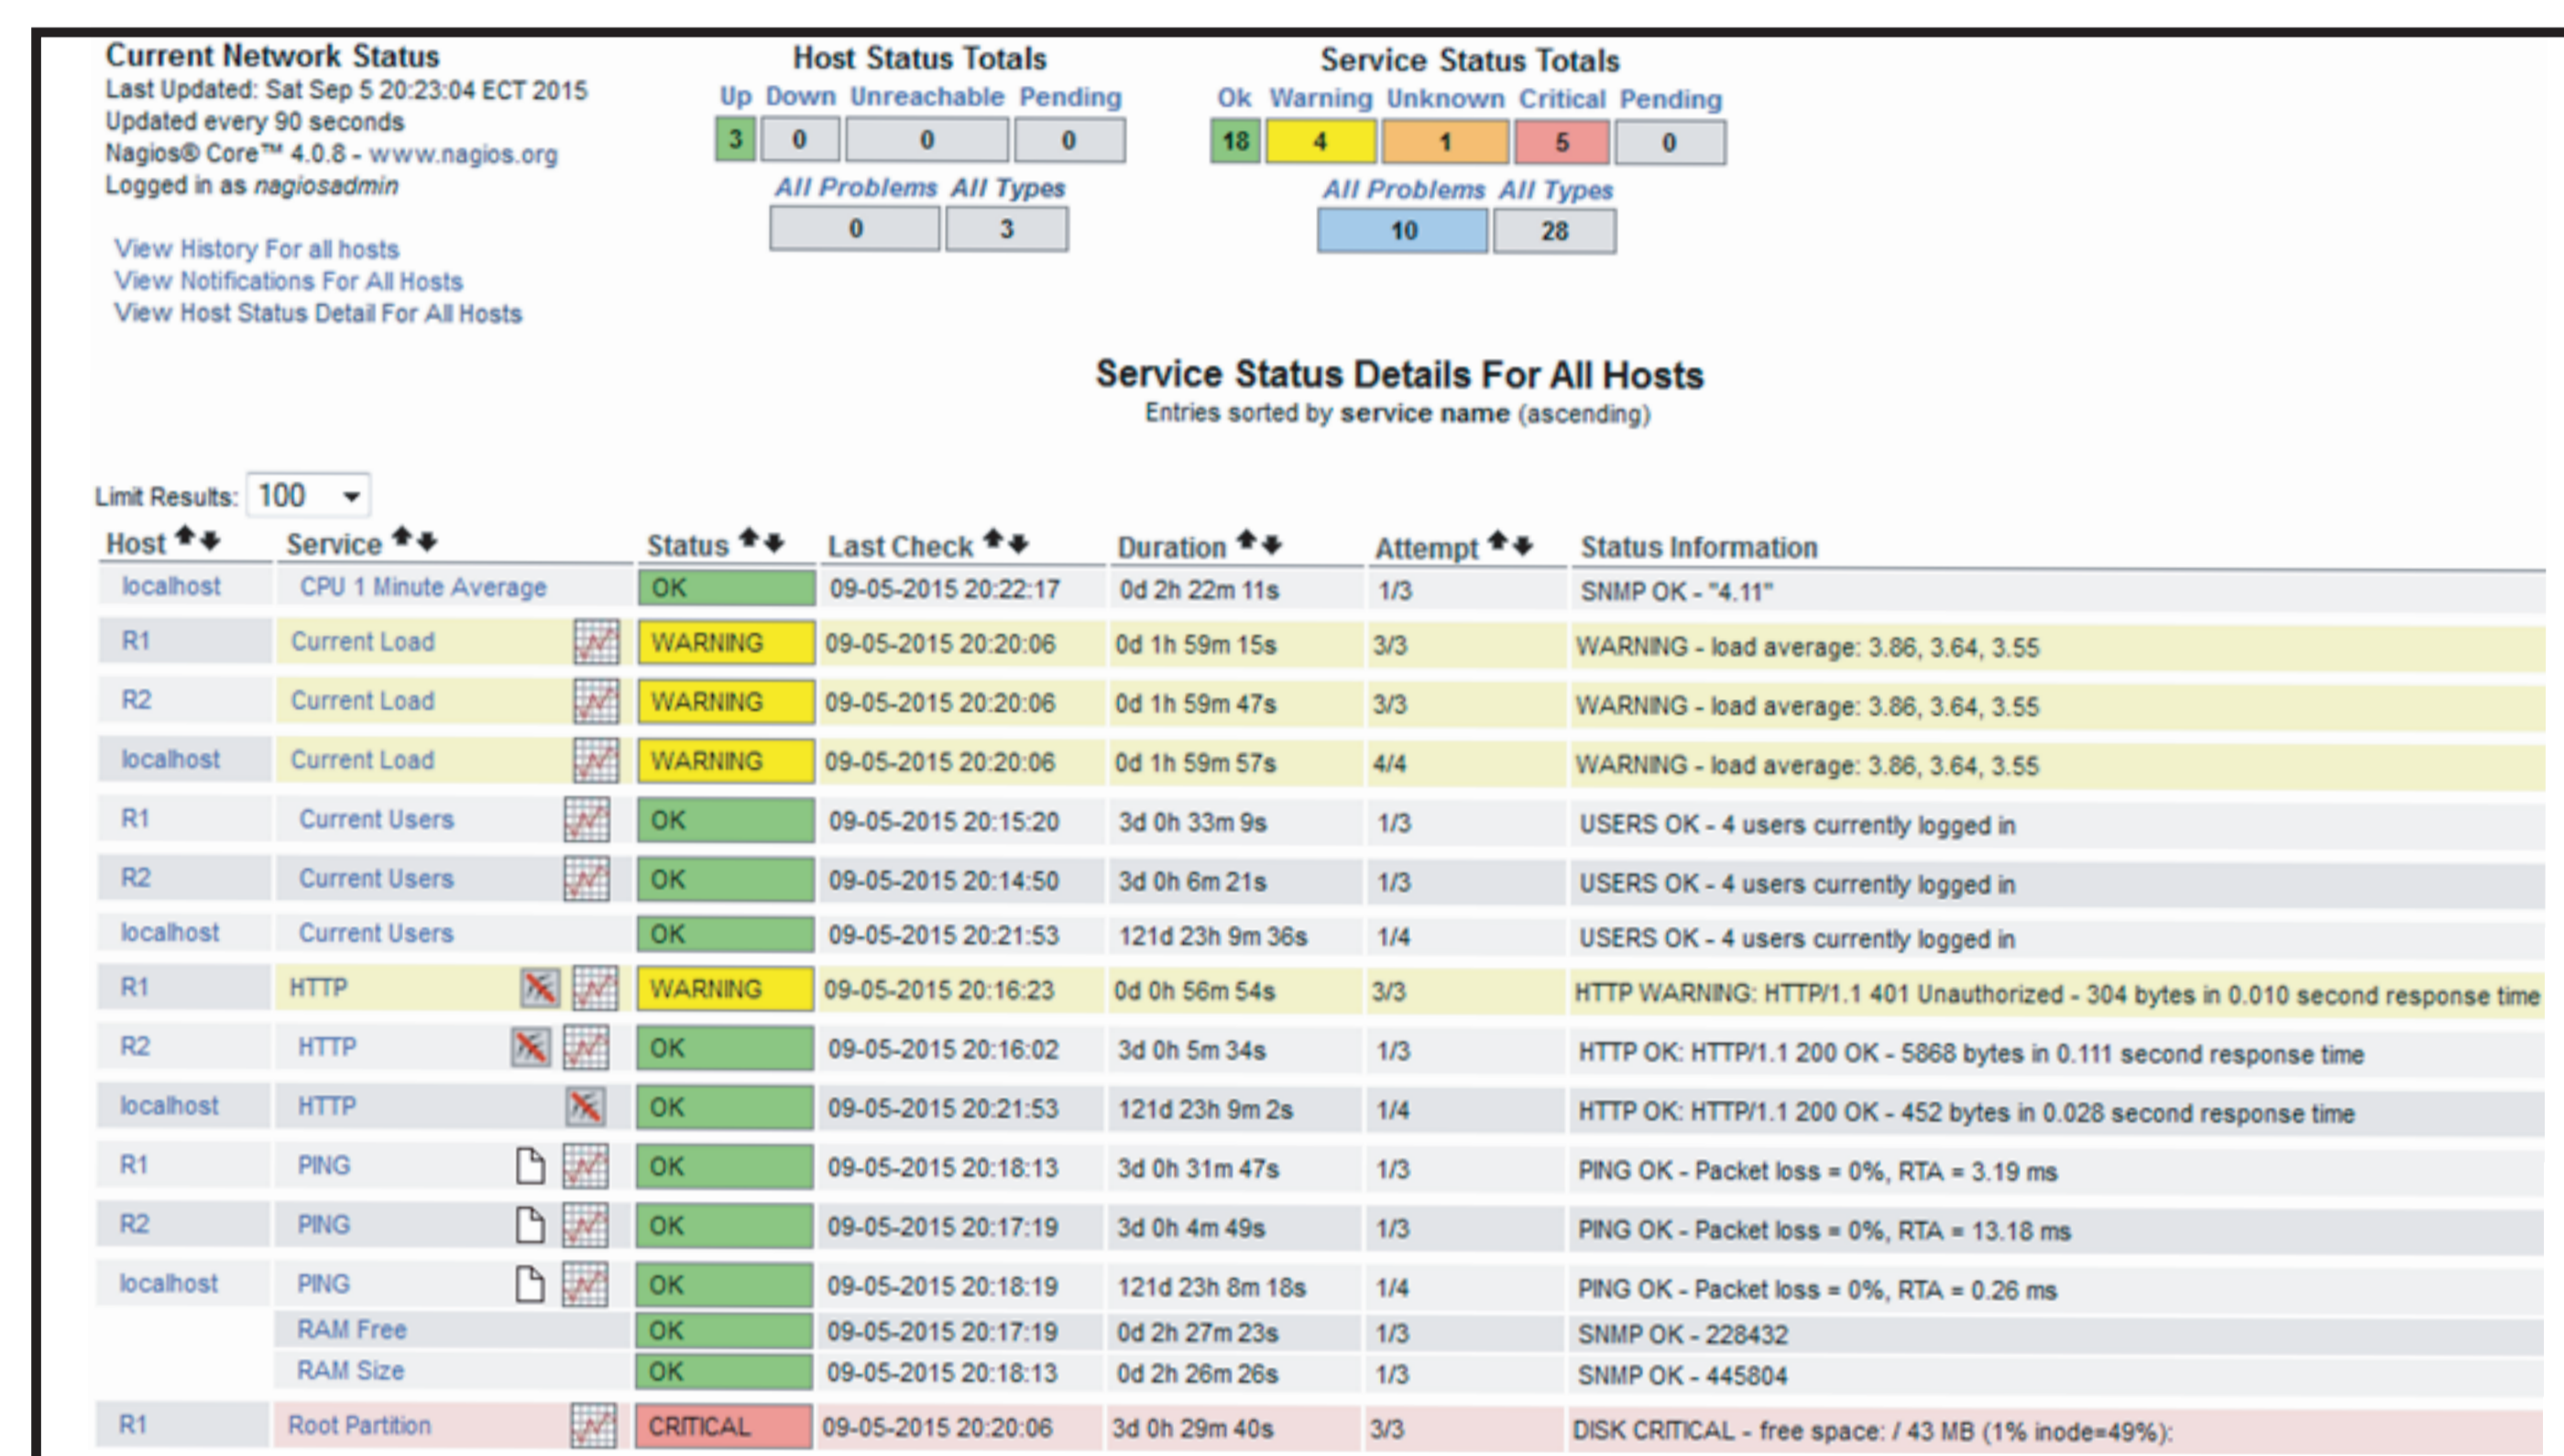 Current Network Status
Last Updated: Sat Sep 5 20:23:04 ECT 2015
Updated every 90 seconds
Nagios® Core™ 4.0.8 - www.nagios.org
Logged in as nagiosadmin
View History For all hosts
View Notifications For All Hosts
View Host Status Detail For All Hosts
Host Status Totals
Up Down Unreachable Pending
3 0 0 0
All Problems All Types
0 3
Service Status Totals
Ok Warning Unknown Critical Pending
18 4 1 5 0
All Problems All Types
10 28
Service Status Details For All Hosts
Entries sorted by service name (ascending)
Limit Results: 100
Host Service Status Last Check Duration Attempt Status Information
localhost CPU 1 Minute Average OK 09-05-2015 20:22:17 0d 2h 22m 11s 1/3 SNMP OK - "4.11"
R1 Current Load WARNING 09-05-2015 20:20:06 0d 1h 59m 15s 3/3 WARNING - load average: 3.86, 3.64, 3.55
R2 Current Load WARNING 09-05-2015 20:20:06 0d 1h 59m 47s 3/3 WARNING - load average: 3.86, 3.64, 3.55
localhost Current Load WARNING 09-05-2015 20:20:06 0d 1h 59m 57s 4/4 WARNING - load average: 3.86, 3.64, 3.55
R1 Current Users OK 09-05-2015 20:15:20 3d 0h 33m 9s 1/3 USERS OK - 4 users currently logged in
R2 Current Users OK 09-05-2015 20:14:50 3d 0h 6m 21s 1/3 USERS OK - 4 users currently logged in
localhost Current Users OK 09-05-2015 20:21:53 121d 23h 9m 36s 1/4 USERS OK - 4 users currently logged in
R1 HTTP WARNING 09-05-2015 20:16:23 0d 0h 56m 54s 3/3 HTTP WARNING: HTTP/1.1 401 Unauthorized - 304 bytes in 0.010 second response time
R2 HTTP OK 09-05-2015 20:16:02 3d 0h 5m 34s 1/3 HTTP OK: HTTP/1.1 200 OK - 5868 bytes in 0.111 second response time
localhost HTTP OK 09-05-2015 20:21:53 121d 23h 9m 2s 1/4 HTTP OK: HTTP/1.1 200 OK - 452 bytes in 0.028 second response time
R1 PING OK 09-05-2015 20:18:13 3d 0h 31m 47s 1/3 PING OK - Packet loss = 0%, RTA = 3.19 ms
R2 PING OK 09-05-2015 20:17:19 3d 0h 4m 49s 1/3 PING OK - Packet loss = 0%, RTA = 13.18 ms
localhost PING OK 09-05-2015 20:18:19 121d 23h 8m 18s 1/4 PING OK - Packet loss = 0%, RTA = 0.26 ms
RAM Free OK 09-05-2015 20:17:19 0d 2h 27m 23s 1/3 SNMP OK - 228432
RAM Size OK 09-05-2015 20:18:13 0d 2h 26m 26s 1/3 SNMP OK - 445804
R1 Root Partition CRITICAL 09-05-2015 20:20:06 3d 0h 29m 40s 3/3 DISK CRITICAL - free space: / 43 MB (1% inode=49%):